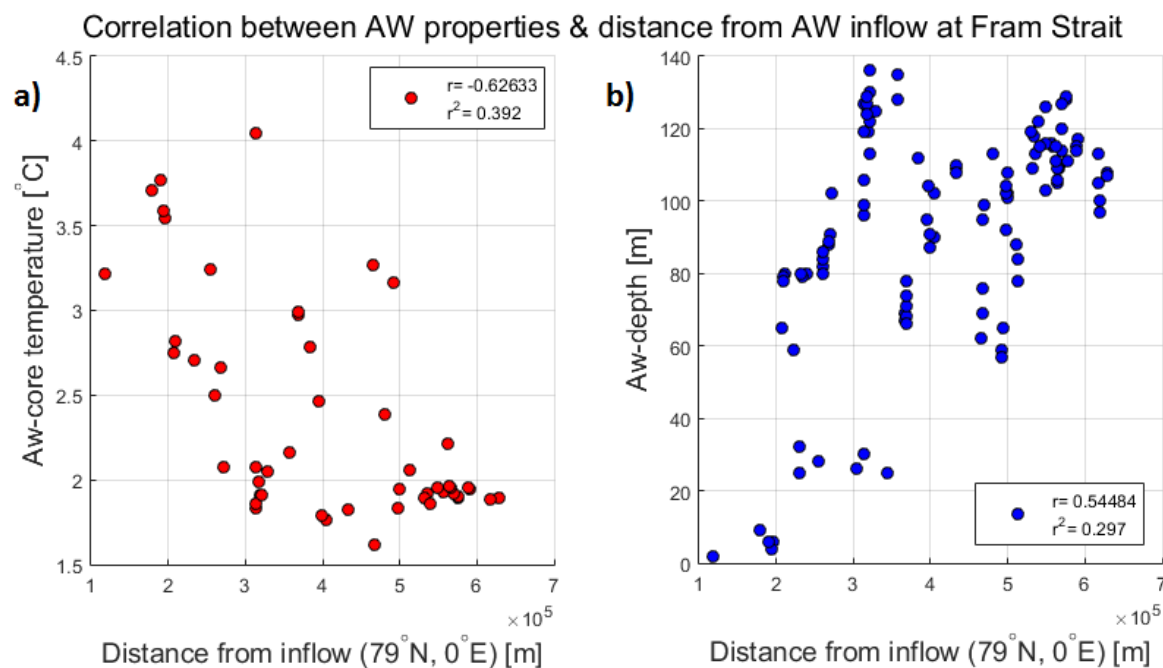 Correlation between AW properties & distance from AW inflow at Fram Strait
a)
r= -0.62633
r² = 0.392
Aw-core temperature [°C]
4.5
4
3.5
3
2.5
2
1.5
1 2 3 4 5 6 7
× 10⁵
Distance from inflow (79°N, 0°E) [m]
b)
r= 0.54484
r² = 0.297
Aw-depth [m]
140
120
100
80
60
40
20
0
1 2 3 4 5 6 7
× 10⁵
Distance from inflow (79°N, 0°E) [m]